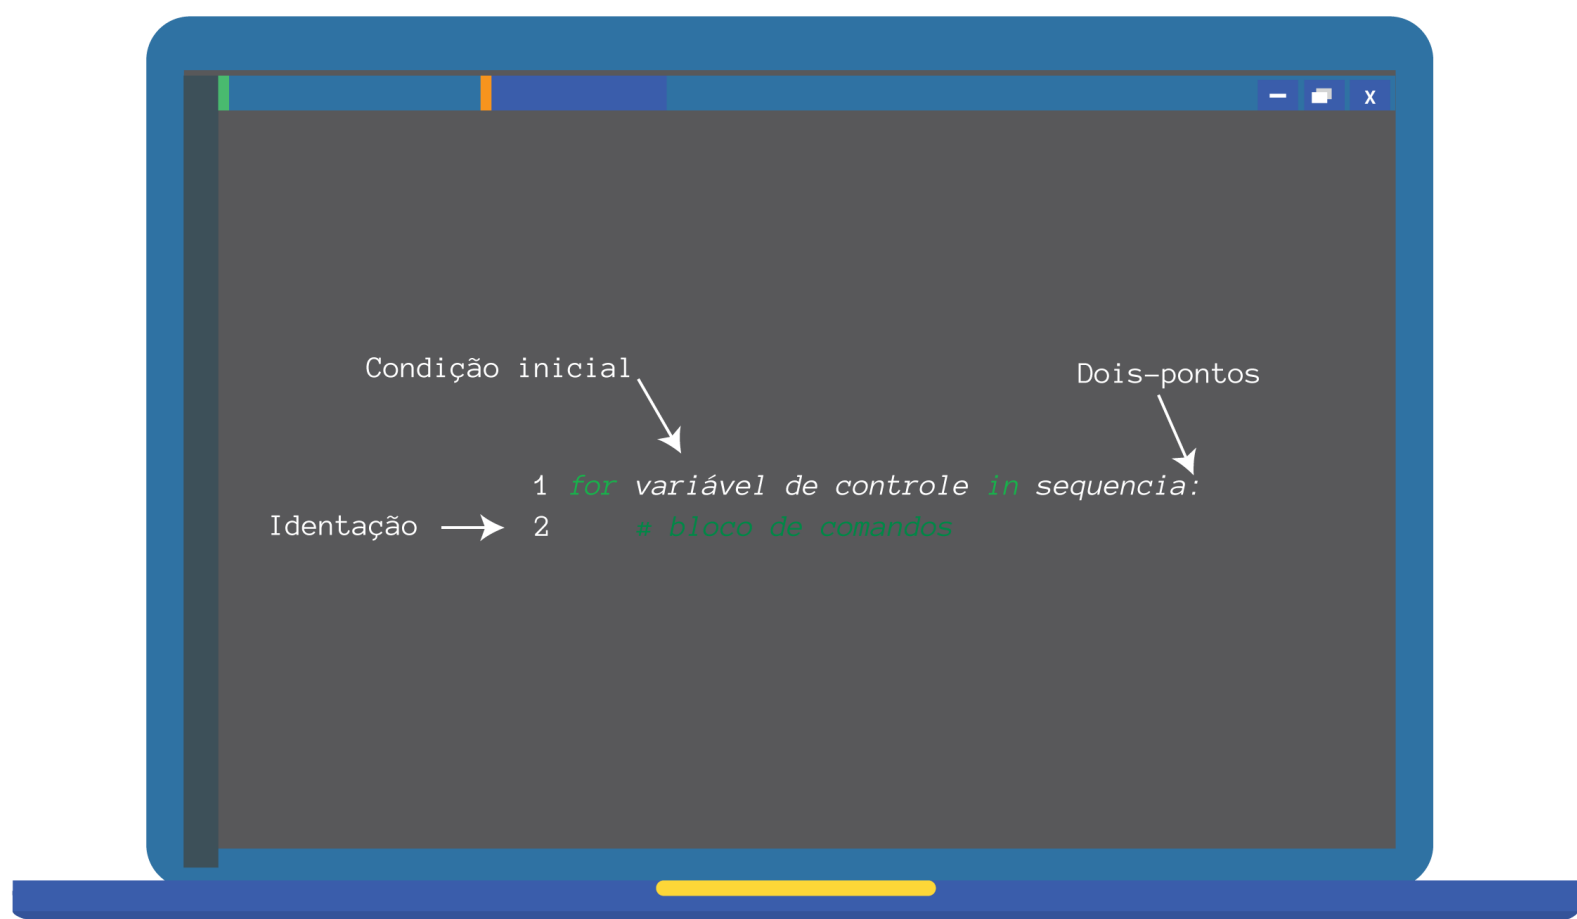 X
Condição inicial
Dois-pontos
1 for variável de controle in sequencia:
Identação 2 # bloco de comandos